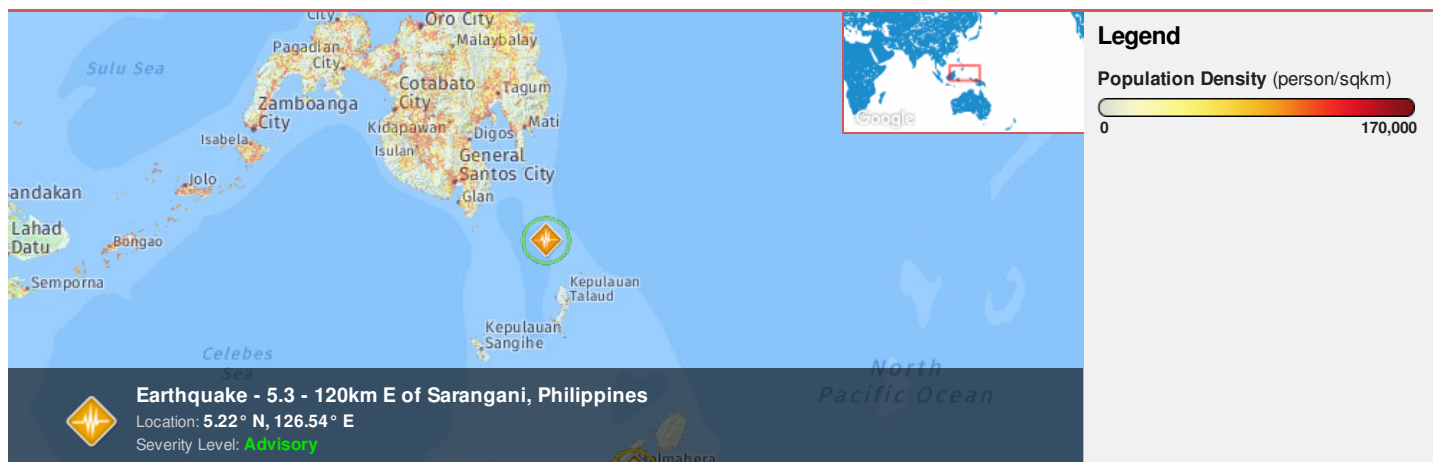 City
Oro City
Malaybalay
Pagadian
City
Sulu Sea
Cotabato
City
Tagum
Zamboanga
City
Kidapawan
Mati
Digos
Isabela
Isulan
General
Santos City
Jolo
andakan
Glan
Lahad
Datu
Bongao
Semporna
Kepulauan
Talaud
Kepulauan
Sangihe
Celebes
Sea
North
Pacific Ocean
Earthquake - 5.3 - 120km E of Sarangani, Philippines
Location: 5.22° N, 126.54° E
Severity Level: Advisory
almahera
Google
Legend
Population Density (person/sqkm)
0 170,000